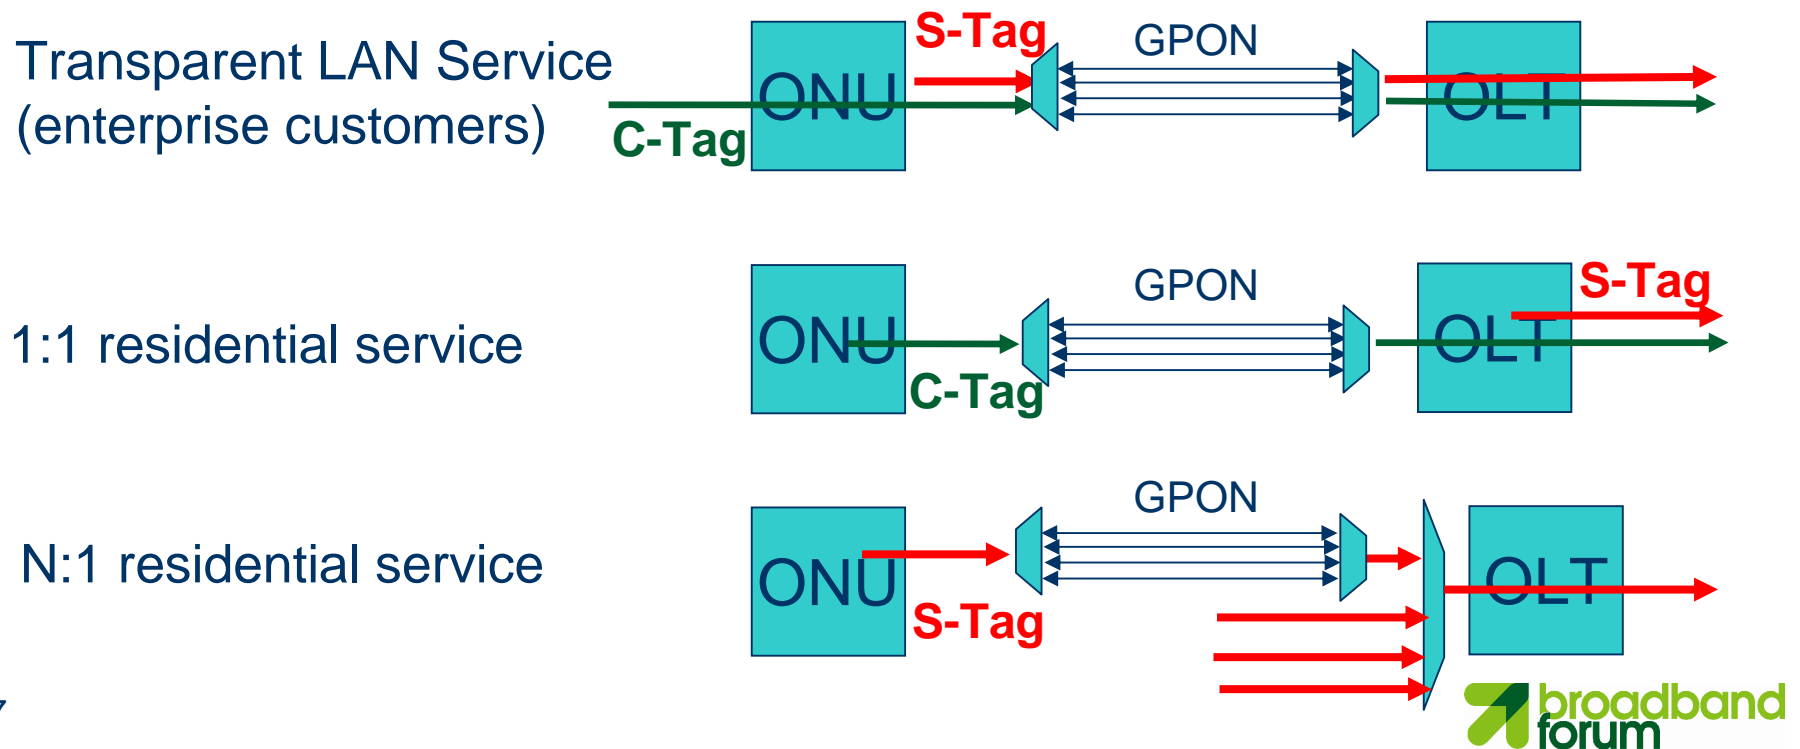 Transparent LAN Service
(enterprise customers)
C-Tag
ONU
S-Tag
GPON
OLT
1:1 residential service
ONU
C-Tag
GPON
OLT
S-Tag
N:1 residential service
ONU
S-Tag
GPON
OLT
broadband
forum